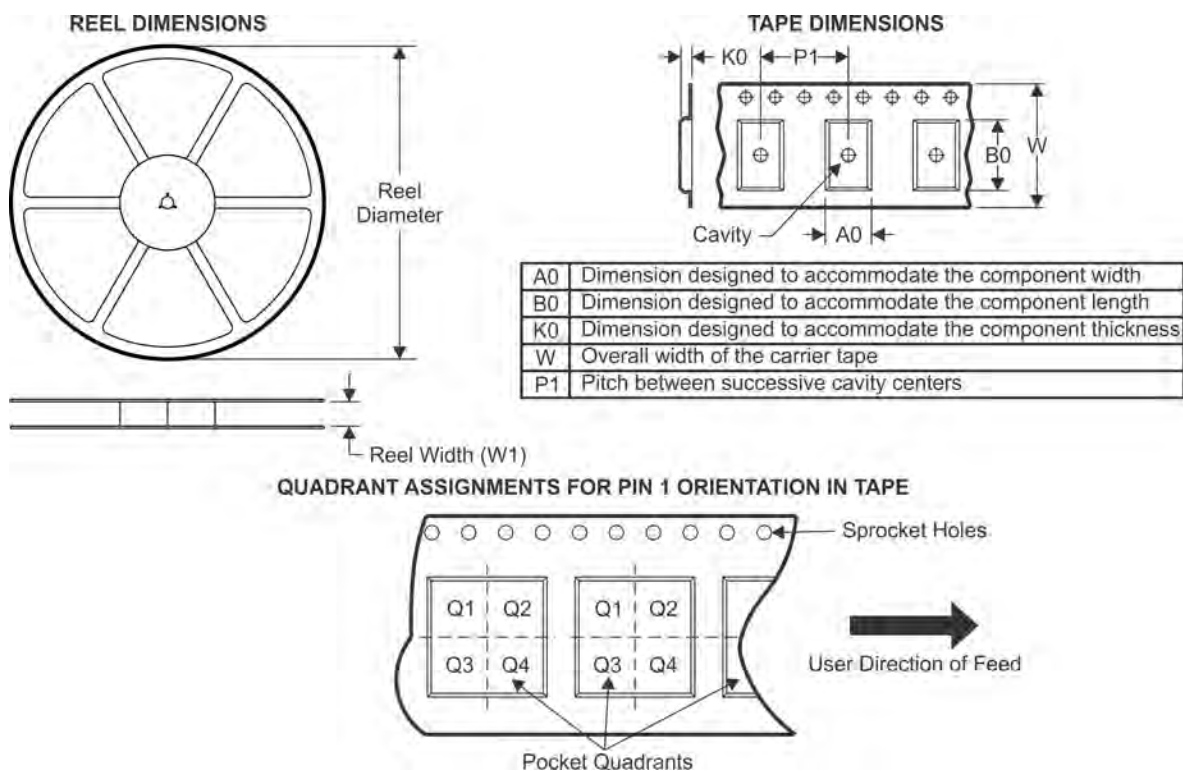 REEL DIMENSIONS
Reel
Diameter
Reel Width (W1)
TAPE DIMENSIONS
K0
P1
B0
W
Cavity
A0
A0 Dimension designed to accommodate the component width
B0 Dimension designed to accommodate the component length
K0 Dimension designed to accommodate the component thickness
W Overall width of the carrier tape
P1 Pitch between successive cavity centers
QUADRANT ASSIGNMENTS FOR PIN 1 ORIENTATION IN TAPE
Sprocket Holes
Q1 Q2 Q1 Q2
Q3 Q4 Q3 Q4
User Direction of Feed
Pocket Quadrants